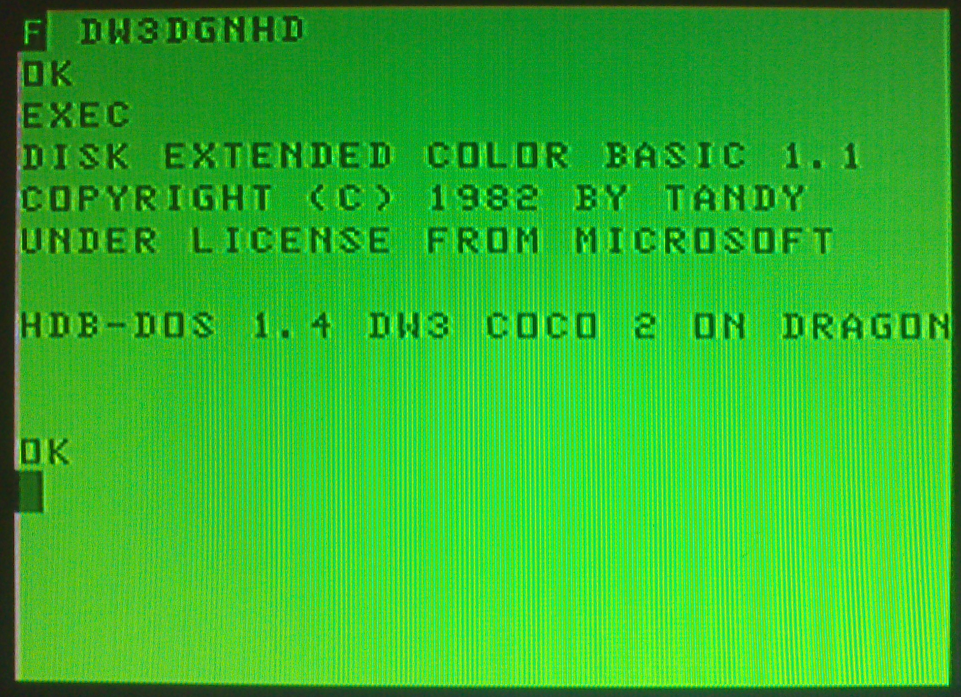 F DW3DGNHD
OK
EXEC
DISK EXTENDED COLOR BASIC 1.1
COPYRIGHT (C) 1982 BY TANDY
UNDER LICENSE FROM MICROSOFT
HDB-DOS 1.4 DW3 COCO 2 ON DRAGON
OK